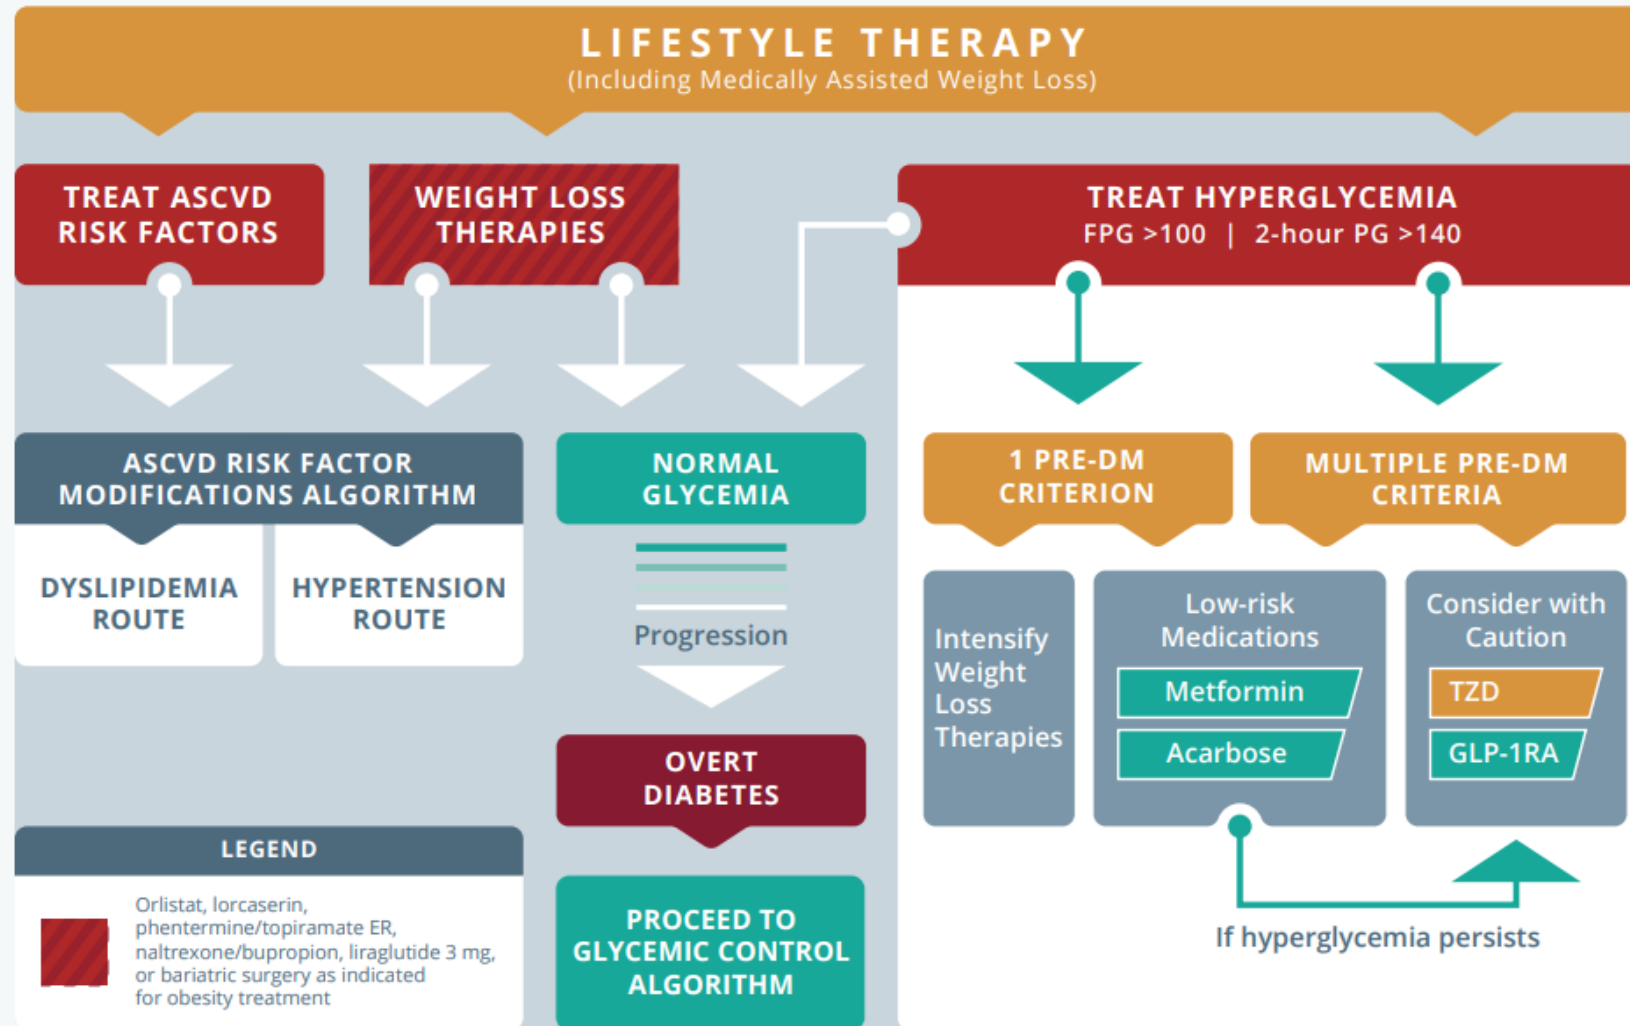 LIFESTYLE THERAPY
(Including Medically Assisted Weight Loss)
TREAT ASCVD
RISK FACTORS
WEIGHT LOSS
THERAPIES
TREAT HYPERGLYCEMIA
FPG >100 | 2-hour PG >140
ASCVD RISK FACTOR
MODIFICATIONS ALGORITHM
DYSLIPIDEMIA
ROUTE
HYPERTENSION
ROUTE
NORMAL
GLYCEMIA
Progression
OVERT
DIABETES
PROCEED TO
GLYCEMIC CONTROL
ALGORITHM
1 PRE-DM
CRITERION
MULTIPLE PRE-DM
CRITERIA
Intensify
Weight
Loss
Therapies
Low-risk
Medications
Metformin
Acarbose
Consider with
Caution
TZD
GLP-1RA
If hyperglycemia persists
LEGEND
Orlistat, lorcaserin,
phentermine/topiramate ER,
naltrexone/bupropion, liraglutide 3 mg,
or bariatric surgery as indicated
for obesity treatment